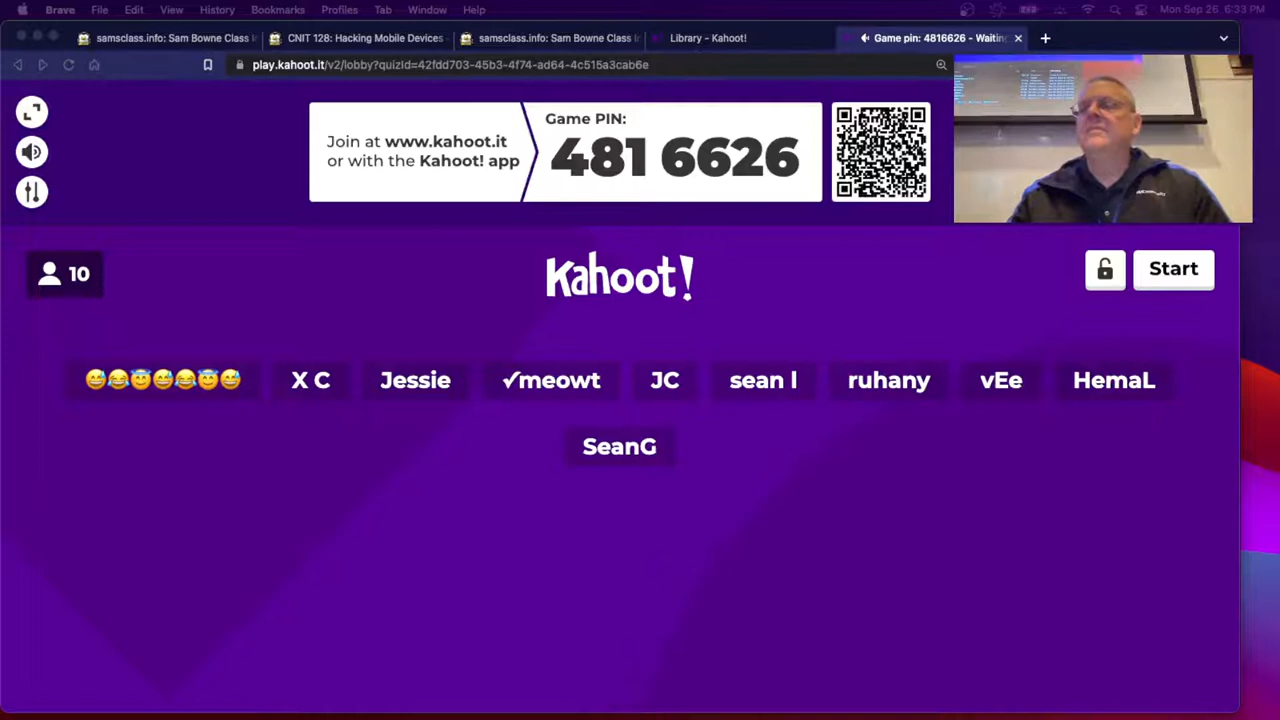 Brave File Edit View History Bookmarks Profiles Tab Window Help Mon Sep 26 6:33 PM
samsclass.info: Sam Bowne Class CNIT 128: Hacking Mobile Devices samsclass.info: Sam Bowne Class Library - Kahoot! Game pin: 4816626 - Waitin
play.kahoot.it/v2/lobby?quizId=42fdd703-45b3-4f74-ad64-4c515a3cab6e
Join at www.kahoot.it
or with the Kahoot! app
Game PIN:
481 6626
10
Kahoot!
Start
😅😂😇😅😂😇😅 X C Jessie ✓meowt JC sean l ruhany vEe HemaL
SeanG